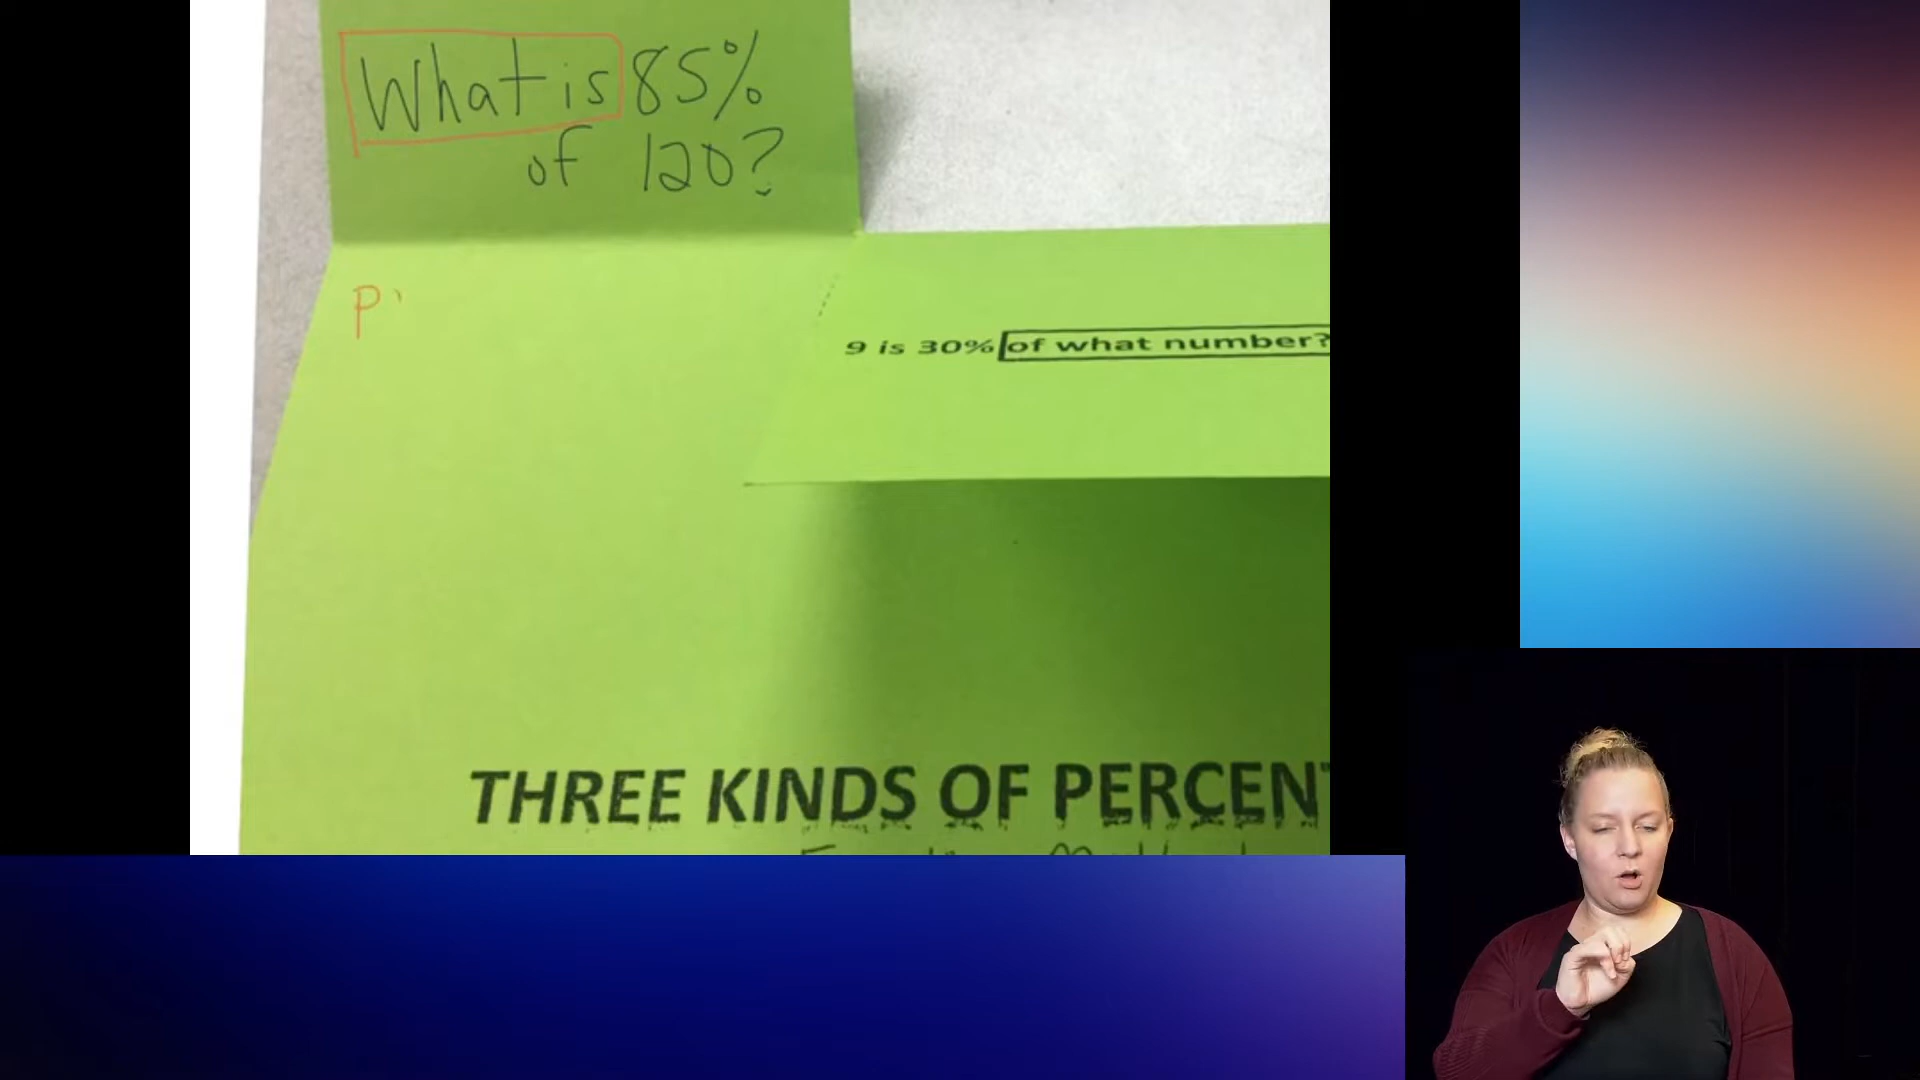 What is 85%
of 120?
P
9 is 30% of what number?
THREE KINDS OF PERCENT